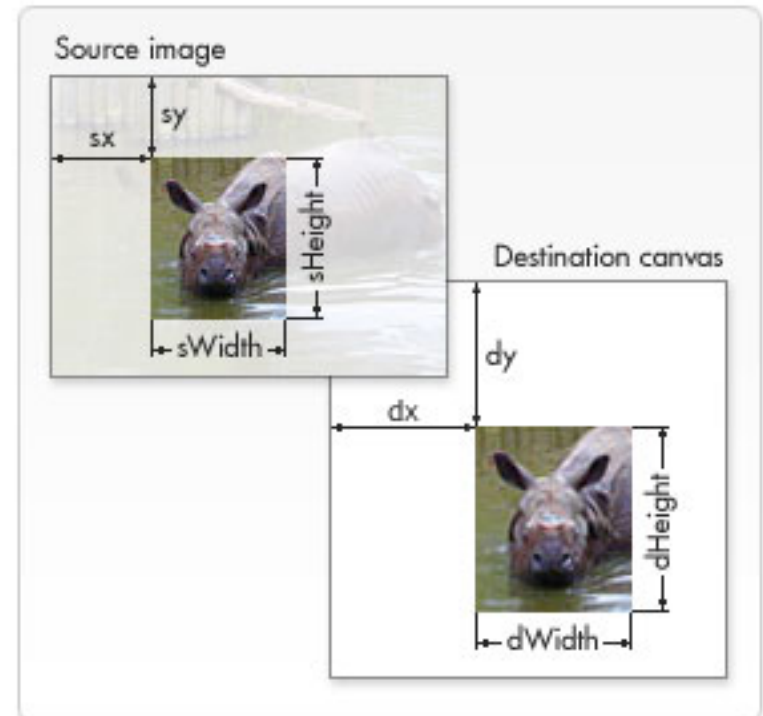 Source image
sy
sx
sHeight
sWidth
Destination canvas
dy
dx
dHeight
dWidth